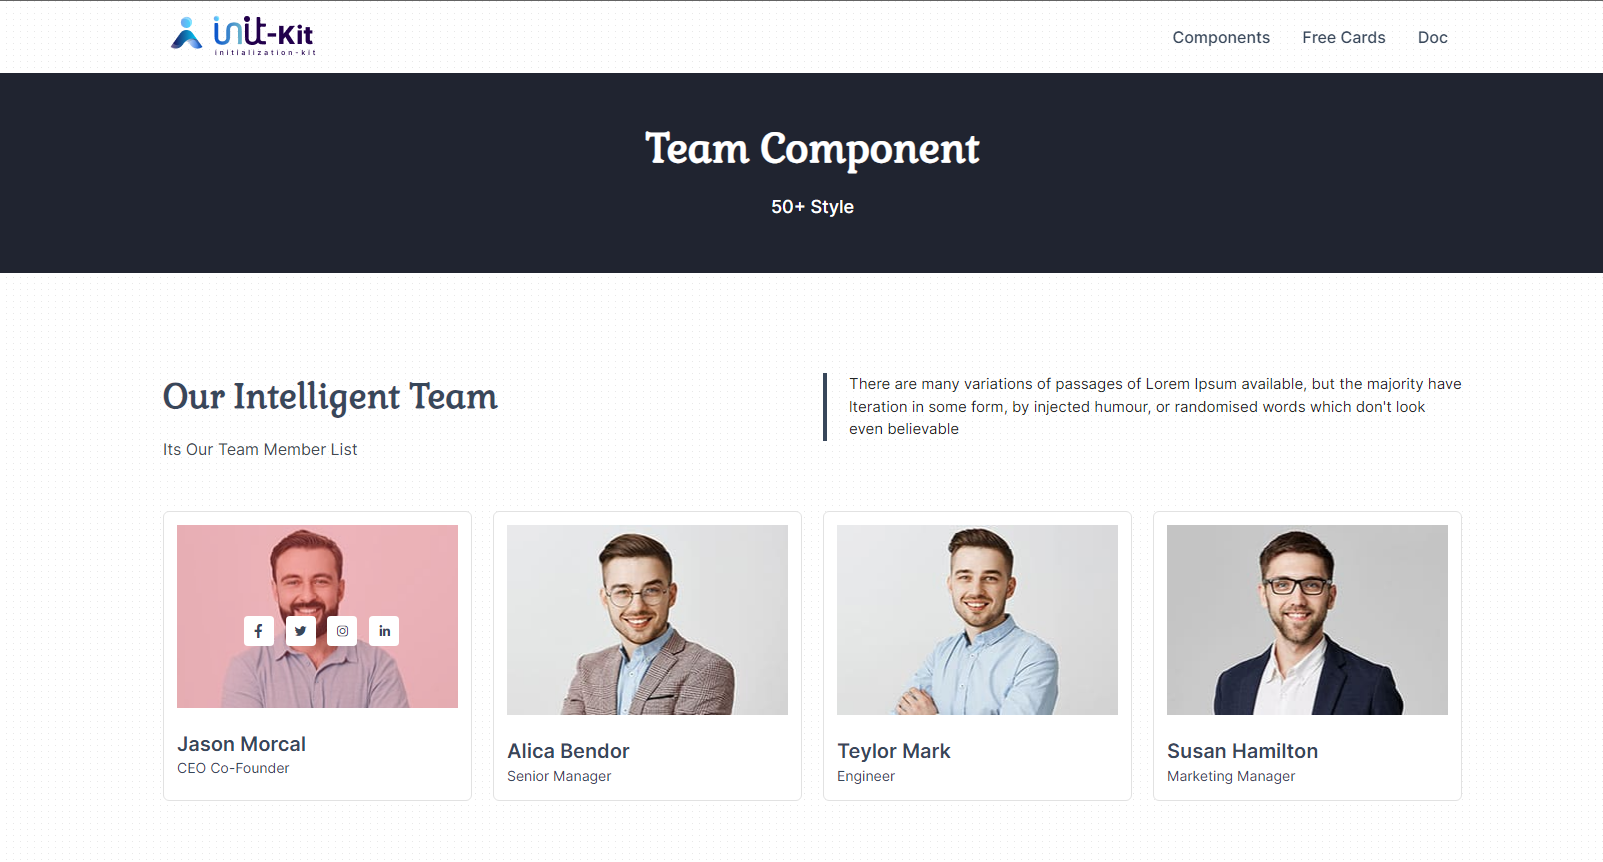 init-Kit
initialization-kit
Components Free Cards Doc
Team Component
50+ Style
Our Intelligent Team
Its Our Team Member List
There are many variations of passages of Lorem Ipsum available, but the majority have
lteration in some form, by injected humour, or randomised words which don't look
even believable
Jason Morcal
CEO Co-Founder
Alica Bendor
Senior Manager
Teylor Mark
Engineer
Susan Hamilton
Marketing Manager